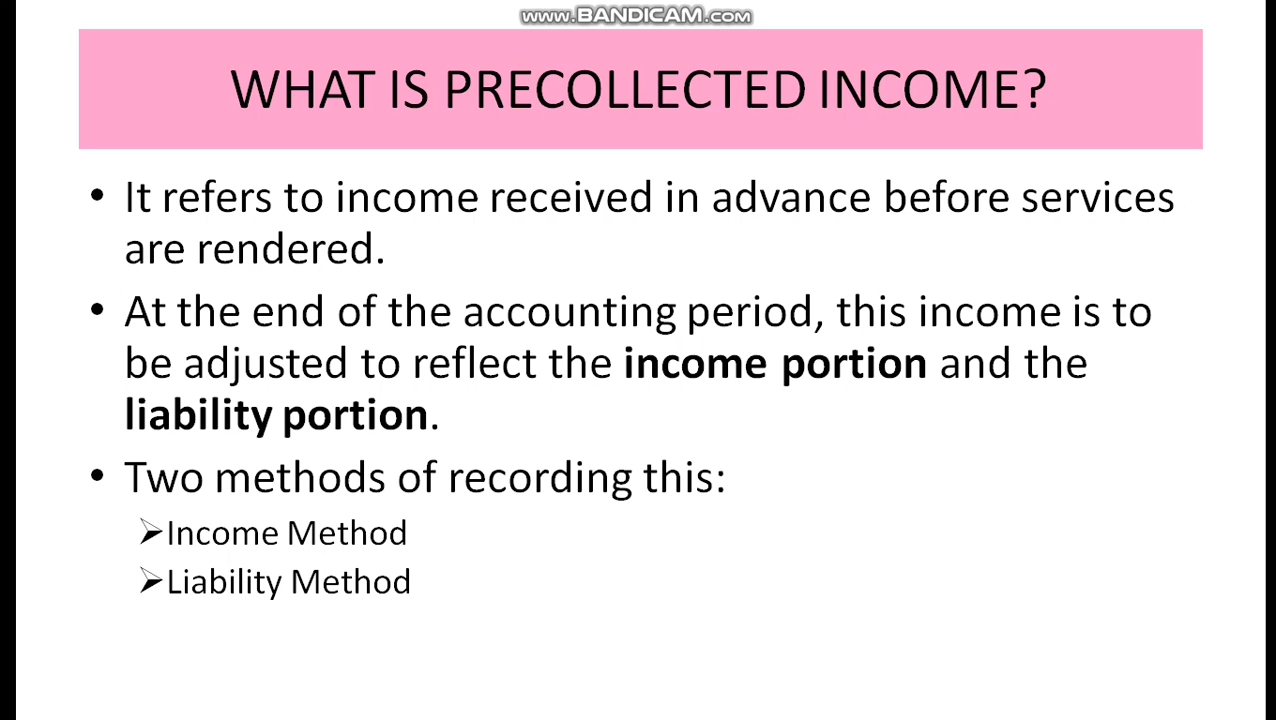 www.BANDICAM.com
WHAT IS PRECOLLECTED INCOME?
• It refers to income received in advance before services
are rendered.
• At the end of the accounting period, this income is to
be adjusted to reflect the income portion and the
liability portion.
• Two methods of recording this:
➢Income Method
➢Liability Method